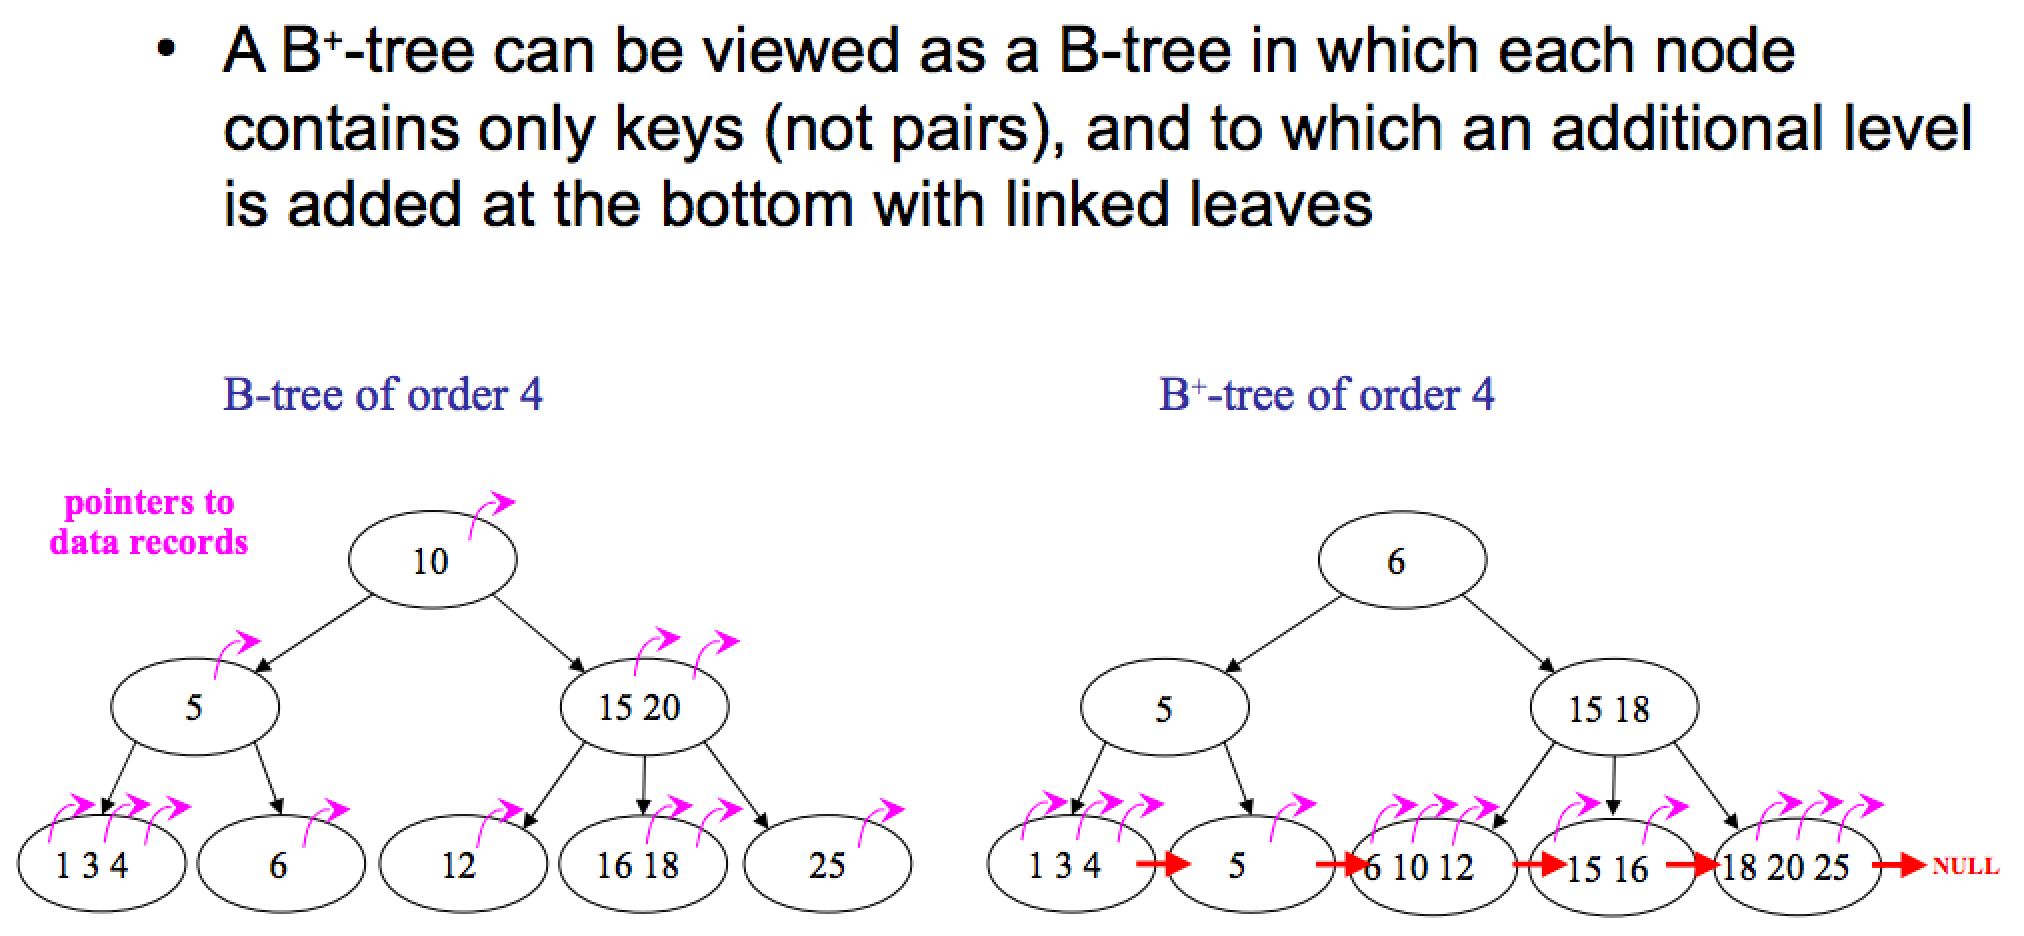 • A B⁺-tree can be viewed as a B-tree in which each node
contains only keys (not pairs), and to which an additional level
is added at the bottom with linked leaves
B-tree of order 4
B⁺-tree of order 4
pointers to
data records
10
5
15 20
1 3 4
6
12
16 18
25
6
5
15 18
1 3 4
5
6 10 12
15 16
18 20 25
NULL